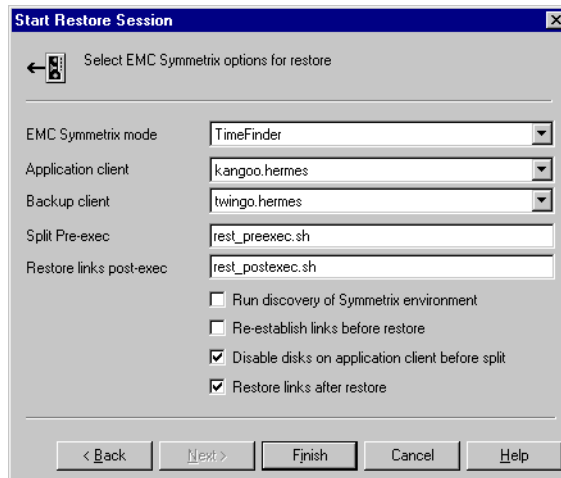 Start Restore Session
Select EMC Symmetrix options for restore
EMC Symmetrix mode TimeFinder
Application client kangoo.hermes
Backup client twingo.hermes
Split Pre-exec rest_preexec.sh
Restore links post-exec rest_postexec.sh
Run discovery of Symmetrix environment
Re-establish links before restore
Disable disks on application client before split
Restore links after restore
< Back Next > Finish Cancel Help